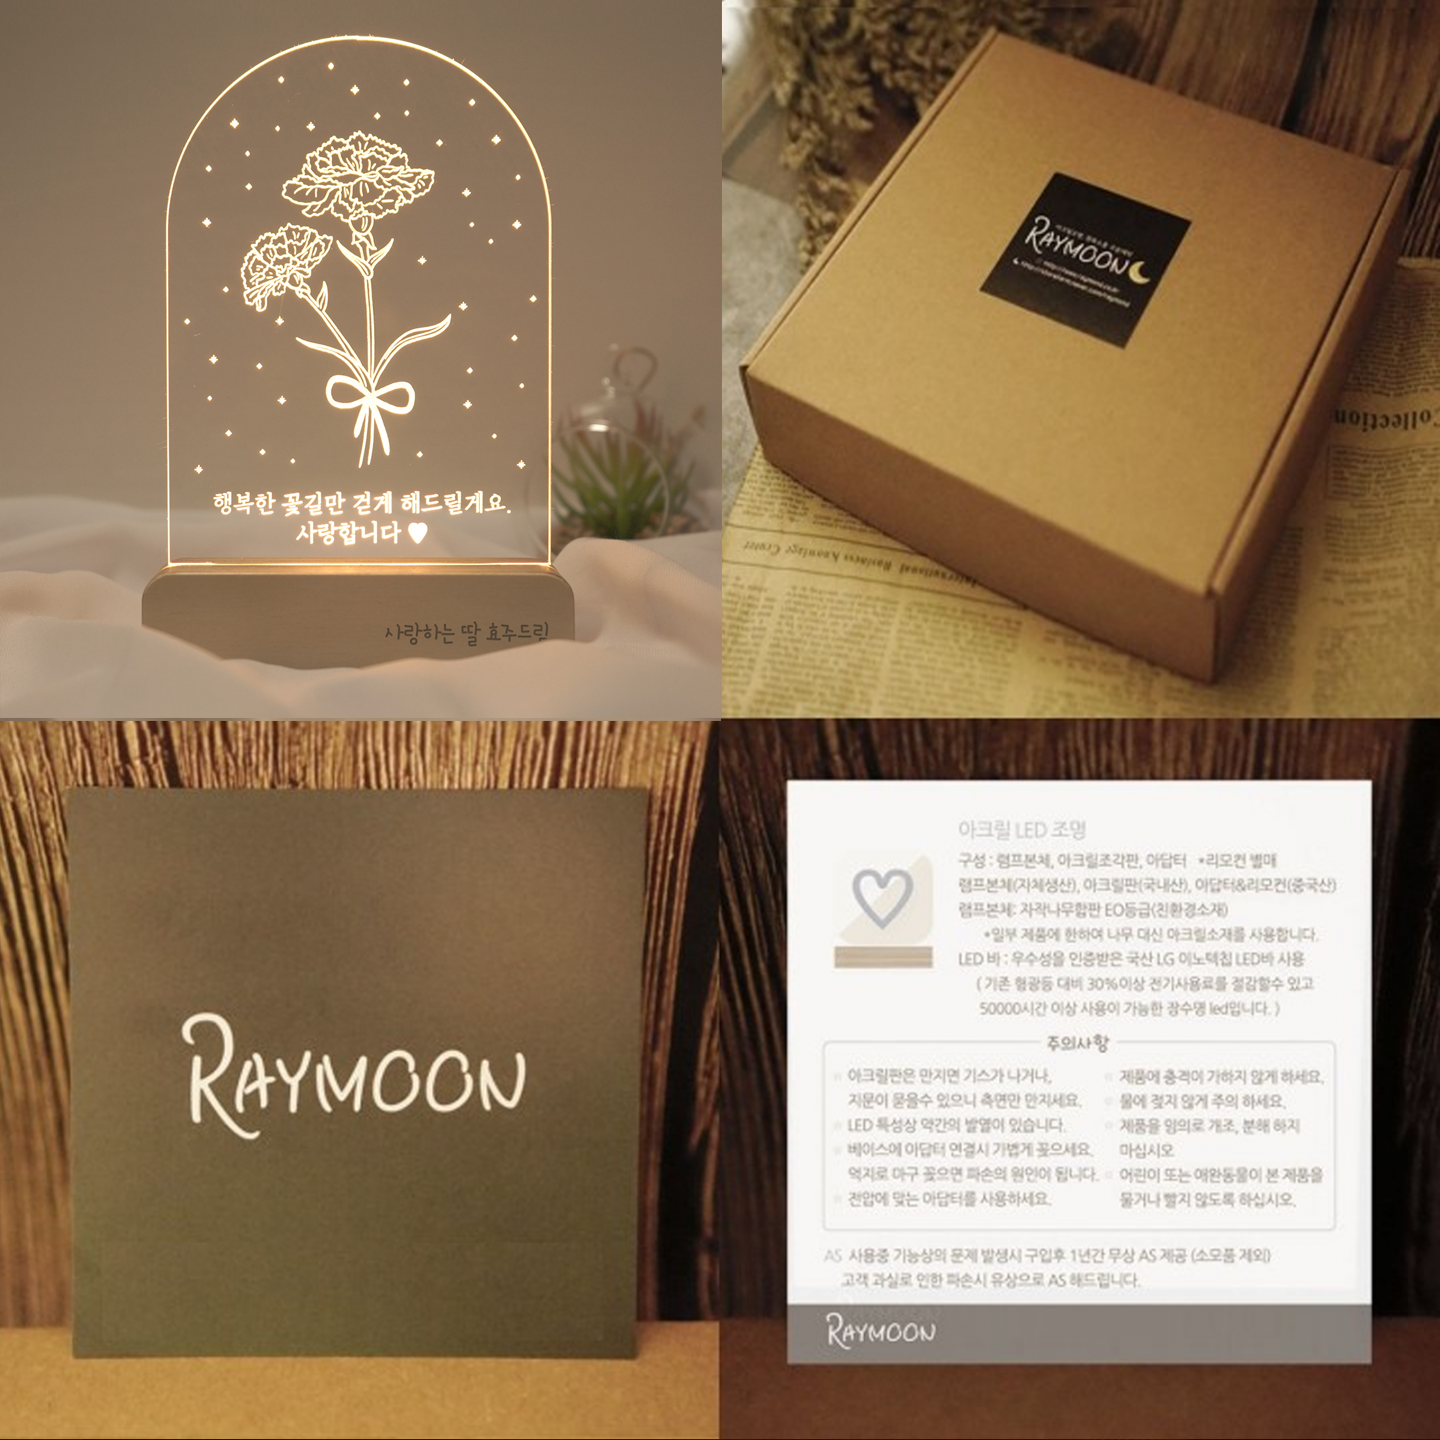 행복한 꽃길만 걷게 해드릴게요.
사랑합니다
사랑하는 딸 효주드림
RAYMOON
Collection
International Business Knowledge Center
RAYMOON
아크릴 LED 조명
구성 : 램프본체, 아크릴조각판, 아답터 *리모컨 별매
램프본체(자체생산), 아크릴판(국내산), 아답터&리모컨(중국산)
램프본체: 자작나무합판 EO등급(친환경소재)
*일부 제품에 한하여 나무 대신 아크릴소재를 사용합니다.
LED 바 : 우수성을 인증받은 국산 LG 이노텍칩 LED바 사용
( 기존 형광등 대비 30%이상 전기사용료를 절감할수 있고
50000시간 이상 사용이 가능한 장수명 led입니다. )
주의사항
아크릴판은 만지면 기스가 나거나,
지문이 묻을수 있으니 측면만 만지세요.
LED 특성상 약간의 발열이 있습니다.
베이스에 아답터 연결시 가볍게 꽂으세요.
억지로 마구 꽂으면 파손의 원인이 됩니다.
전압에 맞는 아답터를 사용하세요.
제품에 충격이 가하지 않게 하세요.
물에 젖지 않게 주의 하세요.
제품을 임의로 개조, 분해 하지
마십시오
어린이 또는 애완동물이 본 제품을
물거나 빨지 않도록 하십시오.
AS 사용중 기능상의 문제 발생시 구입후 1년간 무상 AS 제공 (소모품 제외)
고객 과실로 인한 파손시 유상으로 AS 해드립니다.
RAYMOON